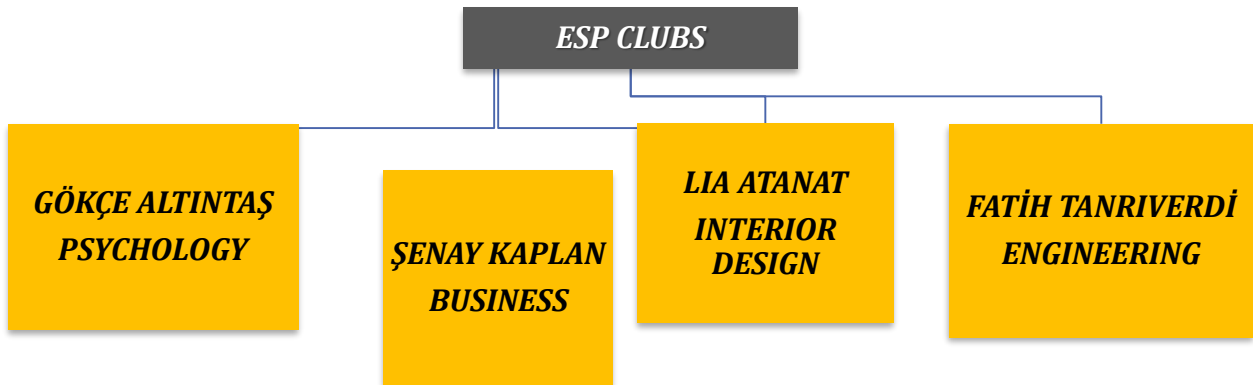 ESP CLUBS
GÖKÇE ALTINTAŞ
PSYCHOLOGY
ŞENAY KAPLAN
BUSINESS
LIA ATANAT
INTERIOR
DESIGN
FATİH TANRIVERDİ
ENGINEERING